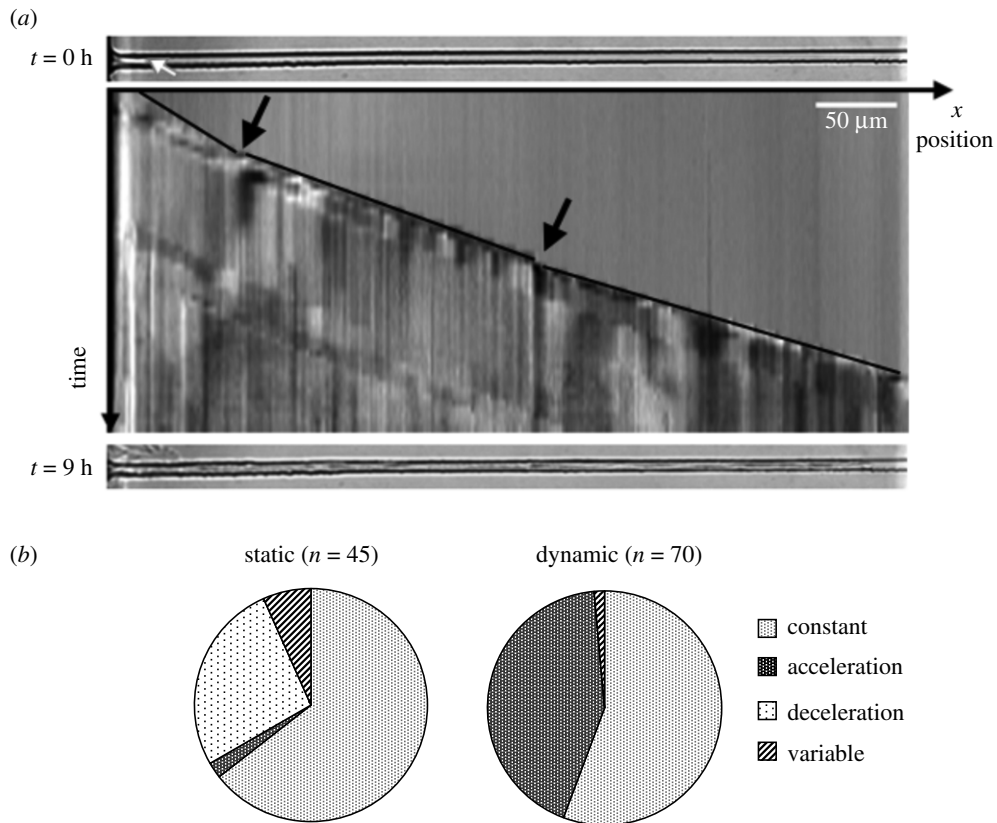 (a)
t = 0 h
50 μm
x
position
time
t = 9 h
(b)
static (n = 45)
dynamic (n = 70)
constant
acceleration
deceleration
variable